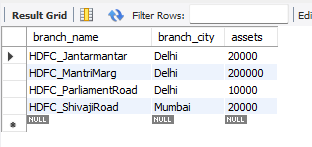 Result Grid Filter Rows: Edi
branch_name branch_city assets
HDFC_Jantarmantar Delhi 20000
HDFC_MantriMarg Delhi 200000
HDFC_ParliamentRoad Delhi 10000
HDFC_ShivajiRoad Mumbai 20000
NULL NULL NULL